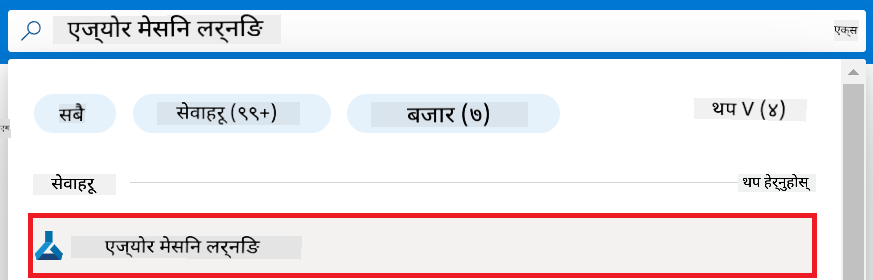 एज्योर मेसनि लर्नङि
एक्स
सबै
सेवाहरू (९९+)
बजार (७)
थप V (४)
सेवाहरू
थप हेर्नुहोस्
एज्योर मेसनि लर्नङि